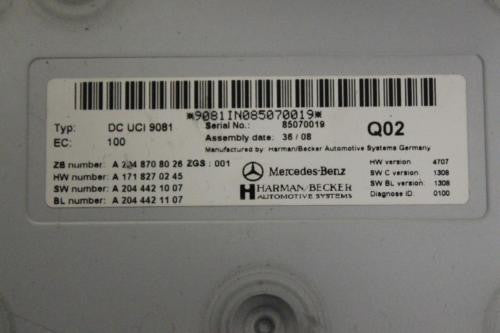 *9081IN085070019*
Typ: DC UCI 9081 Serial No.: 85070019
EC: 100 Assembly date: 36 / 08 Q02
Manufactured by Harman/Becker Automotive Systems Germany
ZB number: A 204 870 80 26 ZGS : 001
HW number: A 171 827 02 45
SW number: A 204 442 10 07
BL number: A 204 442 11 07
Mercedes-Benz
HARMAN/BECKER
AUTOMOTIVE SYSTEMS
HW version 4707
SW C version: 1308
SW BL version: 1308
Diagnose ID: 0100